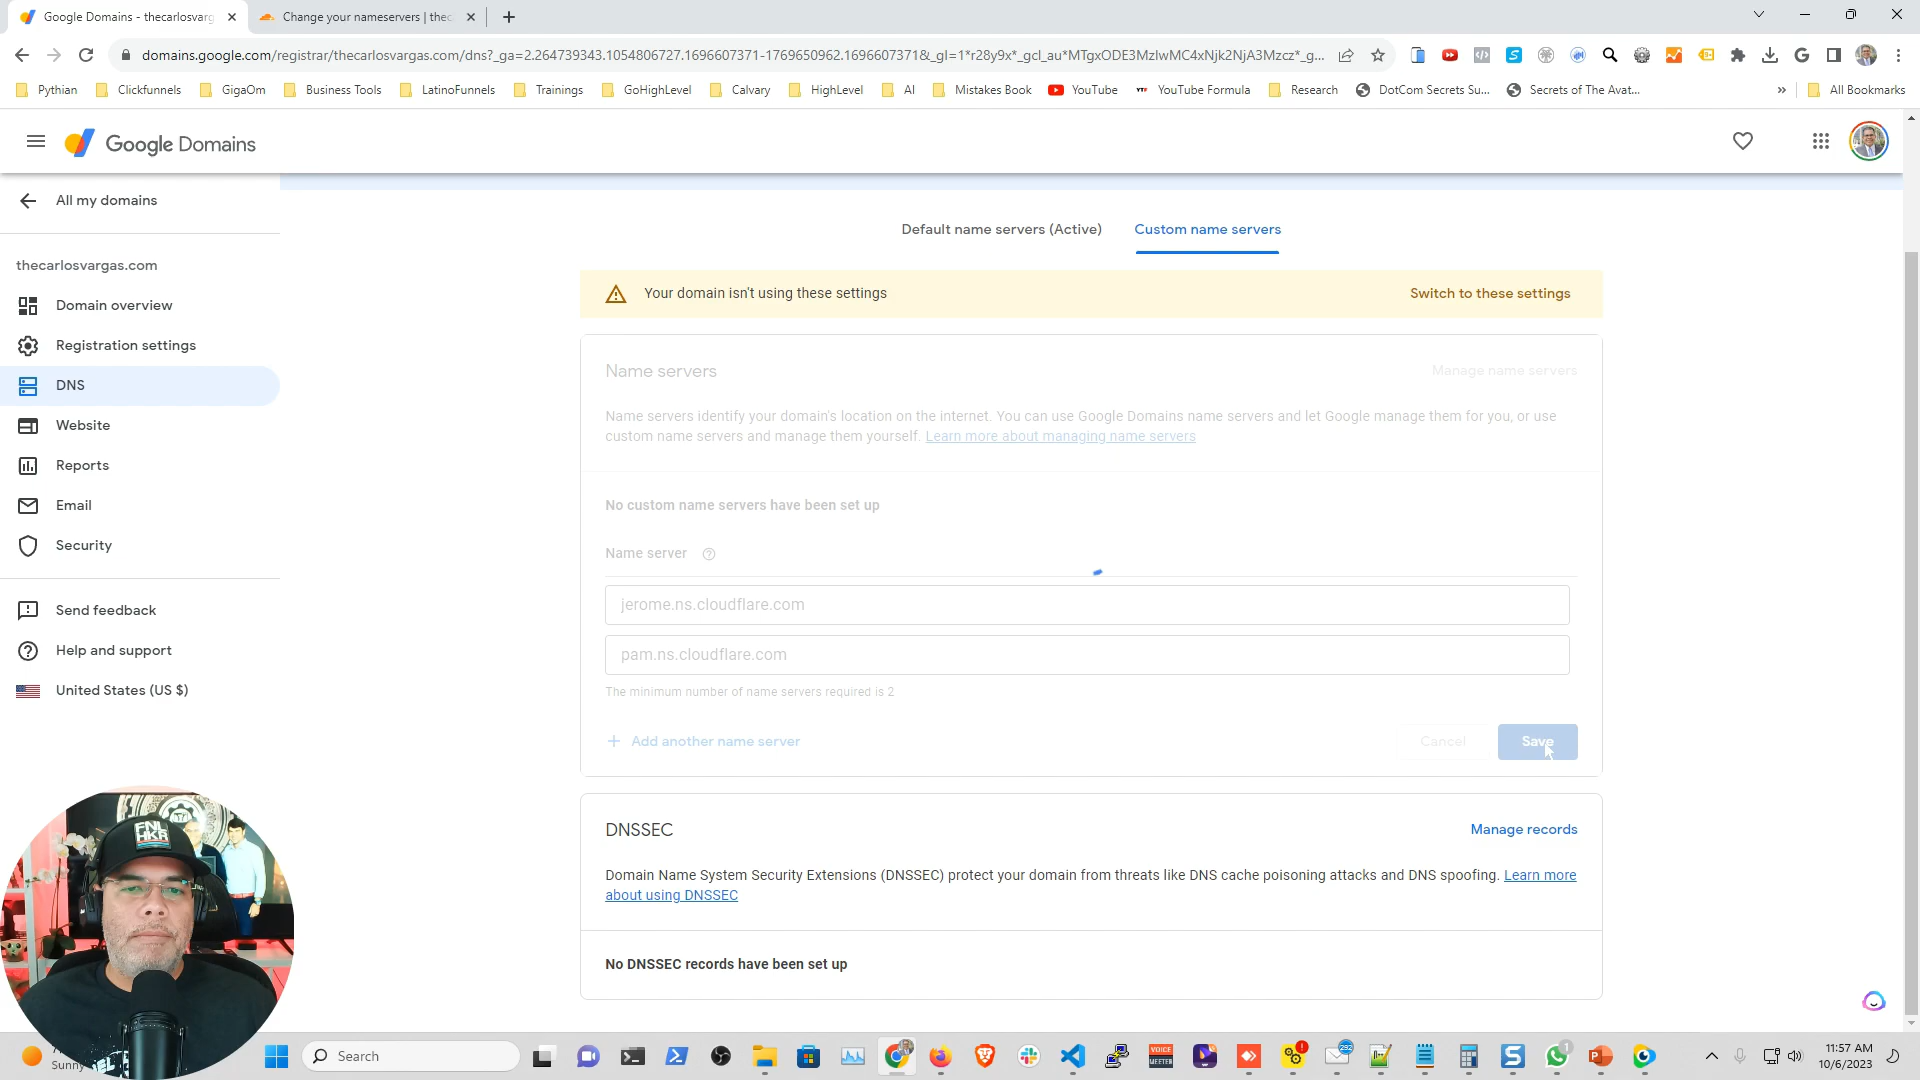 Google Domains - thecarlosvarg
Change your nameservers | thec
domains.google.com/registrar/thecarlosvargas.com/dns?_ga=2.264739343.1054806727.1696607371-1769650962.1696607371&_gl=1*r28y9x*_gcl_au*MTgxODE3MzIwMC4xNjk2NjA3Mzcz*_g...
Pythian
Clickfunnels
GigaOm
Business Tools
LatinoFunnels
Trainings
GoHighLevel
Calvary
HighLevel
AI
Mistakes Book
YouTube
YouTube Formula
Research
DotCom Secrets Su...
Secrets of The Avat...
»
All Bookmarks
Google Domains
All my domains
thecarlosvargas.com
Domain overview
Registration settings
DNS
Website
Reports
Email
Security
Send feedback
Help and support
United States (US $)
Default name servers (Active)
Custom name servers
Your domain isn't using these settings
Switch to these settings
Name servers
Manage name servers
Name servers identify your domain's location on the internet. You can use Google Domains name servers and let Google manage them for you, or use
custom name servers and manage them yourself. Learn more about managing name servers
No custom name servers have been set up
Name server
jerome.ns.cloudflare.com
pam.ns.cloudflare.com
The minimum number of name servers required is 2
+ Add another name server
Cancel
Save
DNSSEC
Manage records
Domain Name System Security Extensions (DNSSEC) protect your domain from threats like DNS cache poisoning attacks and DNS spoofing. Learn more
about using DNSSEC
No DNSSEC records have been set up
FNL
HKR
Sunny
Search
VOICE
MEETER
292
1
11:57 AM
10/6/2023